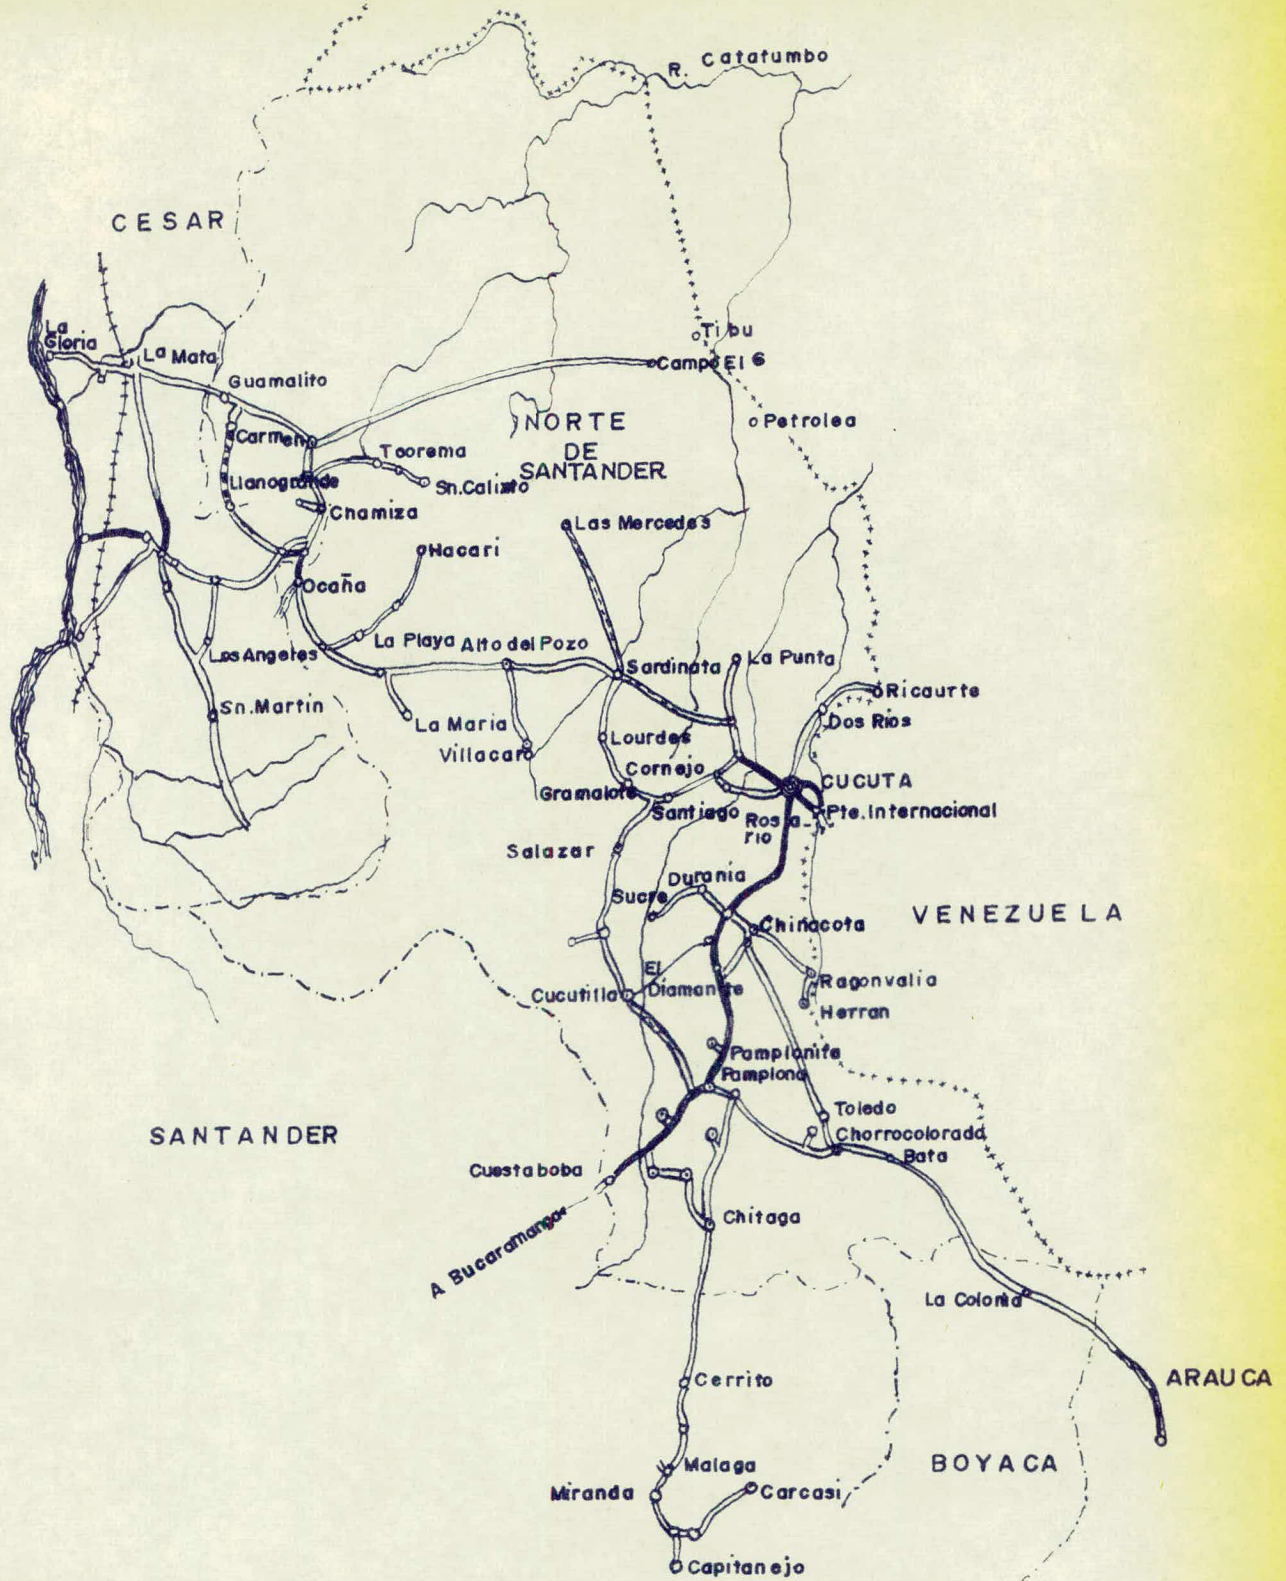 R. Catatumbo
CESAR
Tibu
La
Gloria
La Mata
Campo El 6
Guamalito
NORTE
DE
SANTANDER
Petrolea
Carmen
Teorema
Llanogrande
Sn.Calixto
Chamiza
Las Mercedes
Hacari
Ocaña
La Playa
Alto del Pozo
Los Angeles
Sardinata
La Punta
Ricaurte
Sn.Martin
La Maria
Dos Rios
Villacaro
Lourdes
Cornejo
CUCUTA
Gramalote
Santiago
Rosa-
rio
Pte.Internacional
Salazar
Durania
Sucre
VENEZUELA
Chinacota
El
Diamante
Ragonvalia
Cucutilla
Herran
Pamplonita
Pamplona
Toledo
SANTANDER
Chorrocolorado
Bata
Cuestaboba
Chitaga
A Bucaramanga
La Colonia
Cerrito
ARAUCA
Malaga
BOYACA
Miranda
Carcasi
Capitanejo